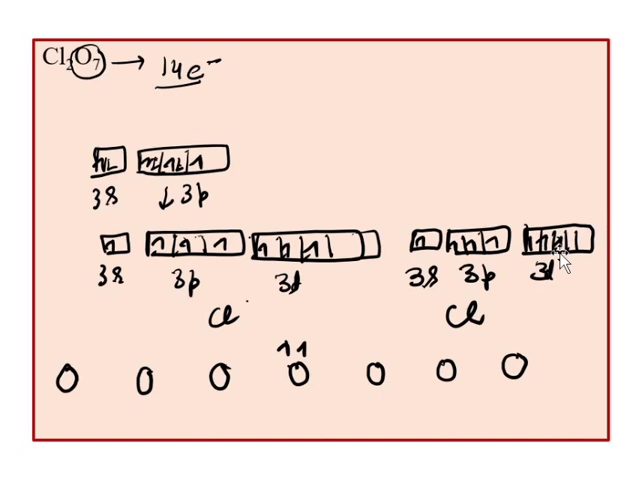 Cl₂O₇ → 14e⁻
3s ↓ 3p
3s 3p 3d 3s 3p 3d
Cl Cl
O O O O O O O